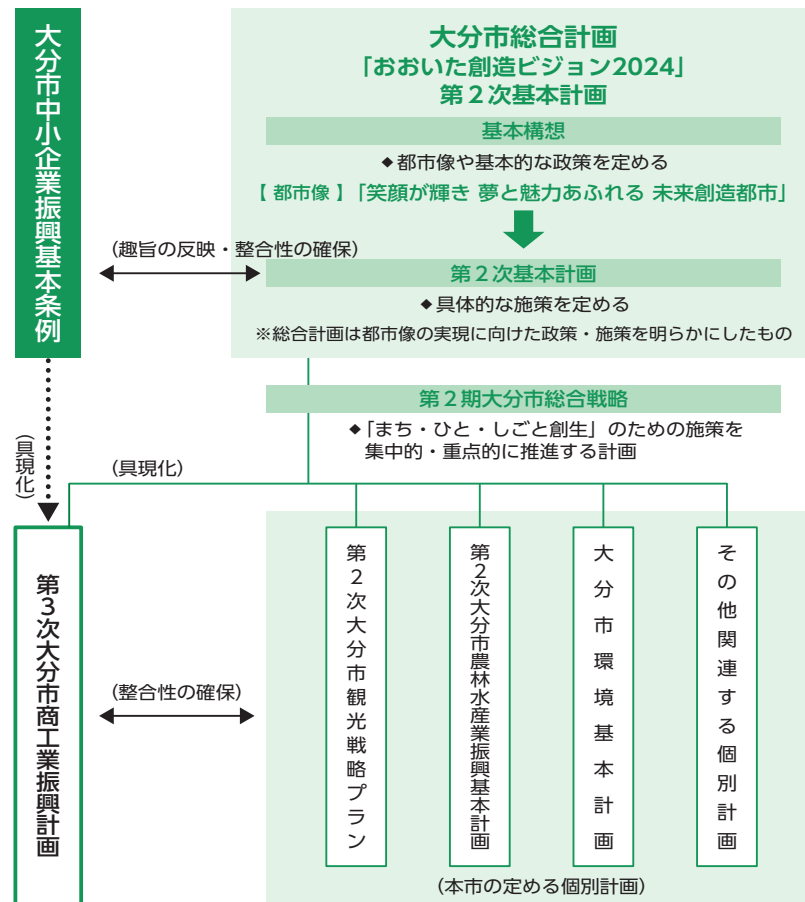 大分市中小企業振興基本条例
大分市総合計画
「おおいた創造ビジョン2024」
第2次基本計画
基本構想
◆都市像や基本的な政策を定める
【 都市像 】「笑顔が輝き 夢と魅力あふれる 未来創造都市」
(趣旨の反映・整合性の確保)
第2次基本計画
◆具体的な施策を定める
※総合計画は都市像の実現に向けた政策・施策を明らかにしたもの
第2期大分市総合戦略
◆「まち・ひと・しごと創生」のための施策を
集中的・重点的に推進する計画
(具現化)
(具現化)
第3次大分市商工業振興計画
(整合性の確保)
第2次大分市観光戦略プラン
第2次大分市農林水産業振興基本計画
大分市環境基本計画
その他関連する個別計画
(本市の定める個別計画)